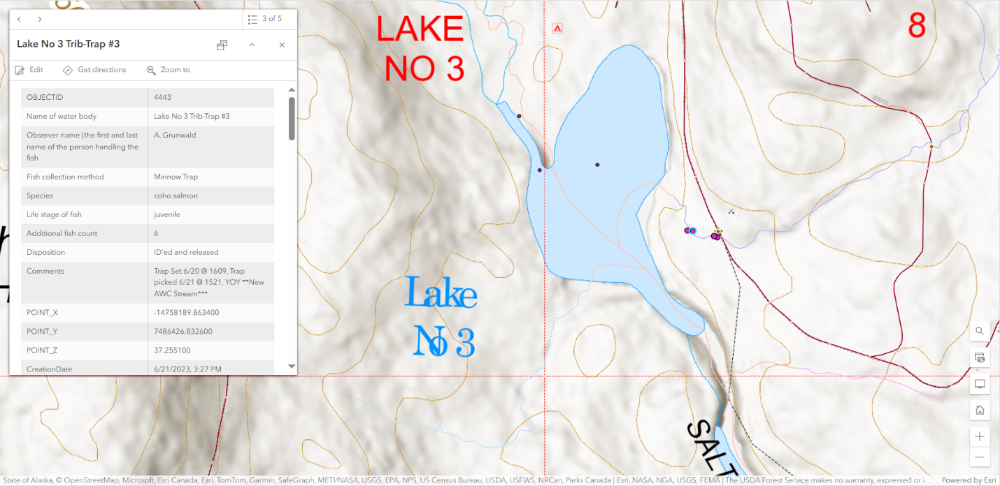 3 of 5
Lake No 3 Trib-Trap #3
Edit
Get directions
Zoom to
OBJECTID 4443
Name of water body Lake No 3 Trib-Trap #3
Observer name (the first and last
name of the person handling the
fish
A. Grunwald
Fish collection method Minnow Trap
Species coho salmon
Life stage of fish juvenile
Additional fish count 6
Disposition ID'ed and released
Comments
Trap Set 6/20 @ 1609, Trap
picked 6/21 @ 1521, YOY **New
AWC Stream***
POINT_X -14758189.863400
POINT_Y 7486426.832600
POINT_Z 37.255100
CreationDate 6/21/2023, 3:27 PM
LAKE
NO 3
8
Lake
No 3
SALT
State of Alaska, © OpenStreetMap, Microsoft, Esri Canada, Esri, TomTom, Garmin, SafeGraph, METI/NASA, USGS, EPA, NPS, US Census Bureau, USDA, USFWS, NRCan, Parks Canada | Esri, NASA, NGA, USGS, FEMA | The USDA Forest Service makes no warranty, expressed or i...
Powered by Esri